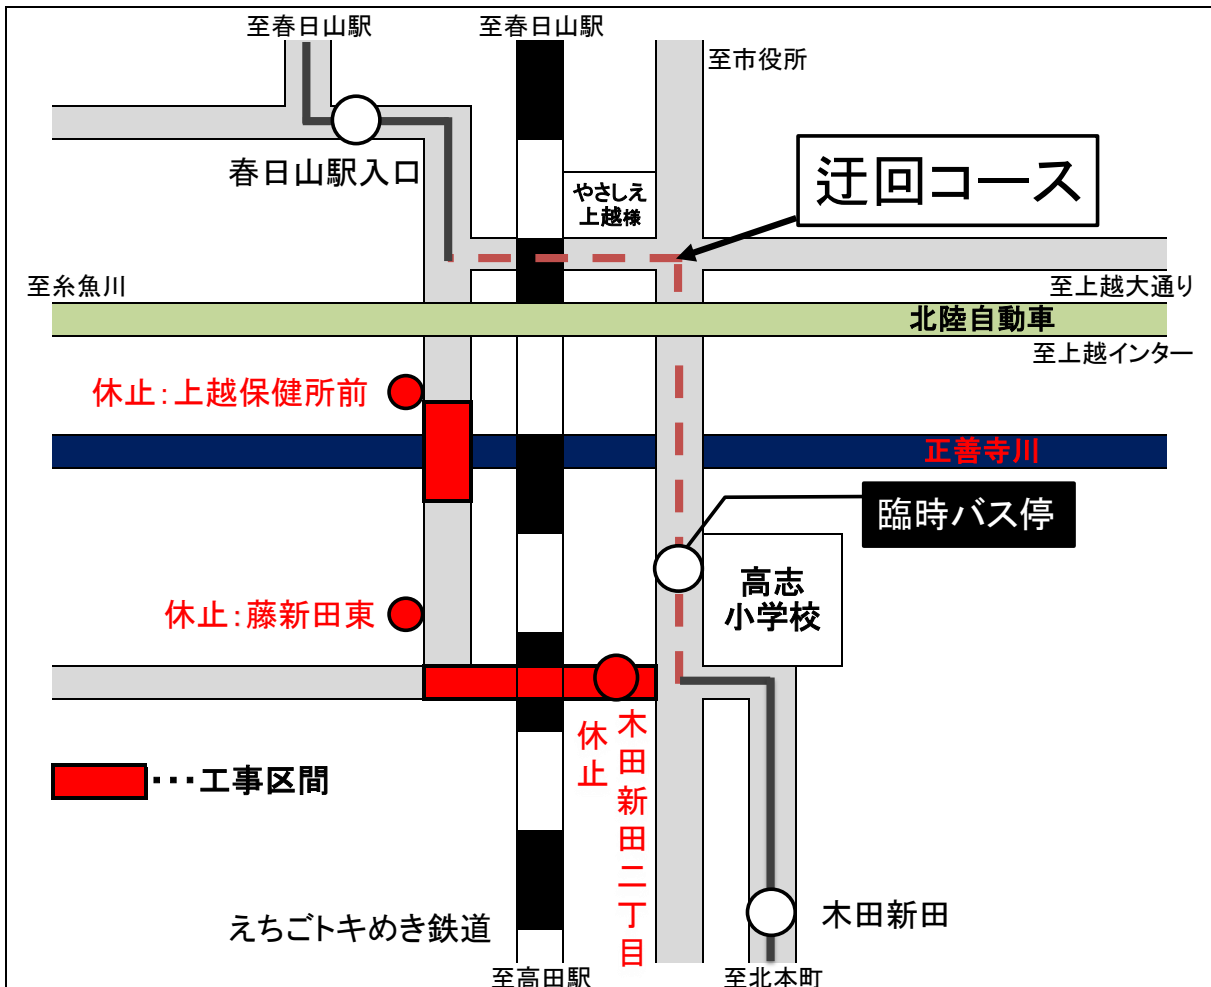 至春日山駅
至春日山駅
至市役所
春日山駅入口
やさしえ
上越様
迂回コース
至糸魚川
至上越大通り
北陸自動車
至上越インター
休止：上越保健所前
正善寺川
臨時バス停
高志
小学校
休止：藤新田東
休止
木田新田二丁目
･･･工事区間
えちごトキめき鉄道
木田新田
至高田駅
至北本町